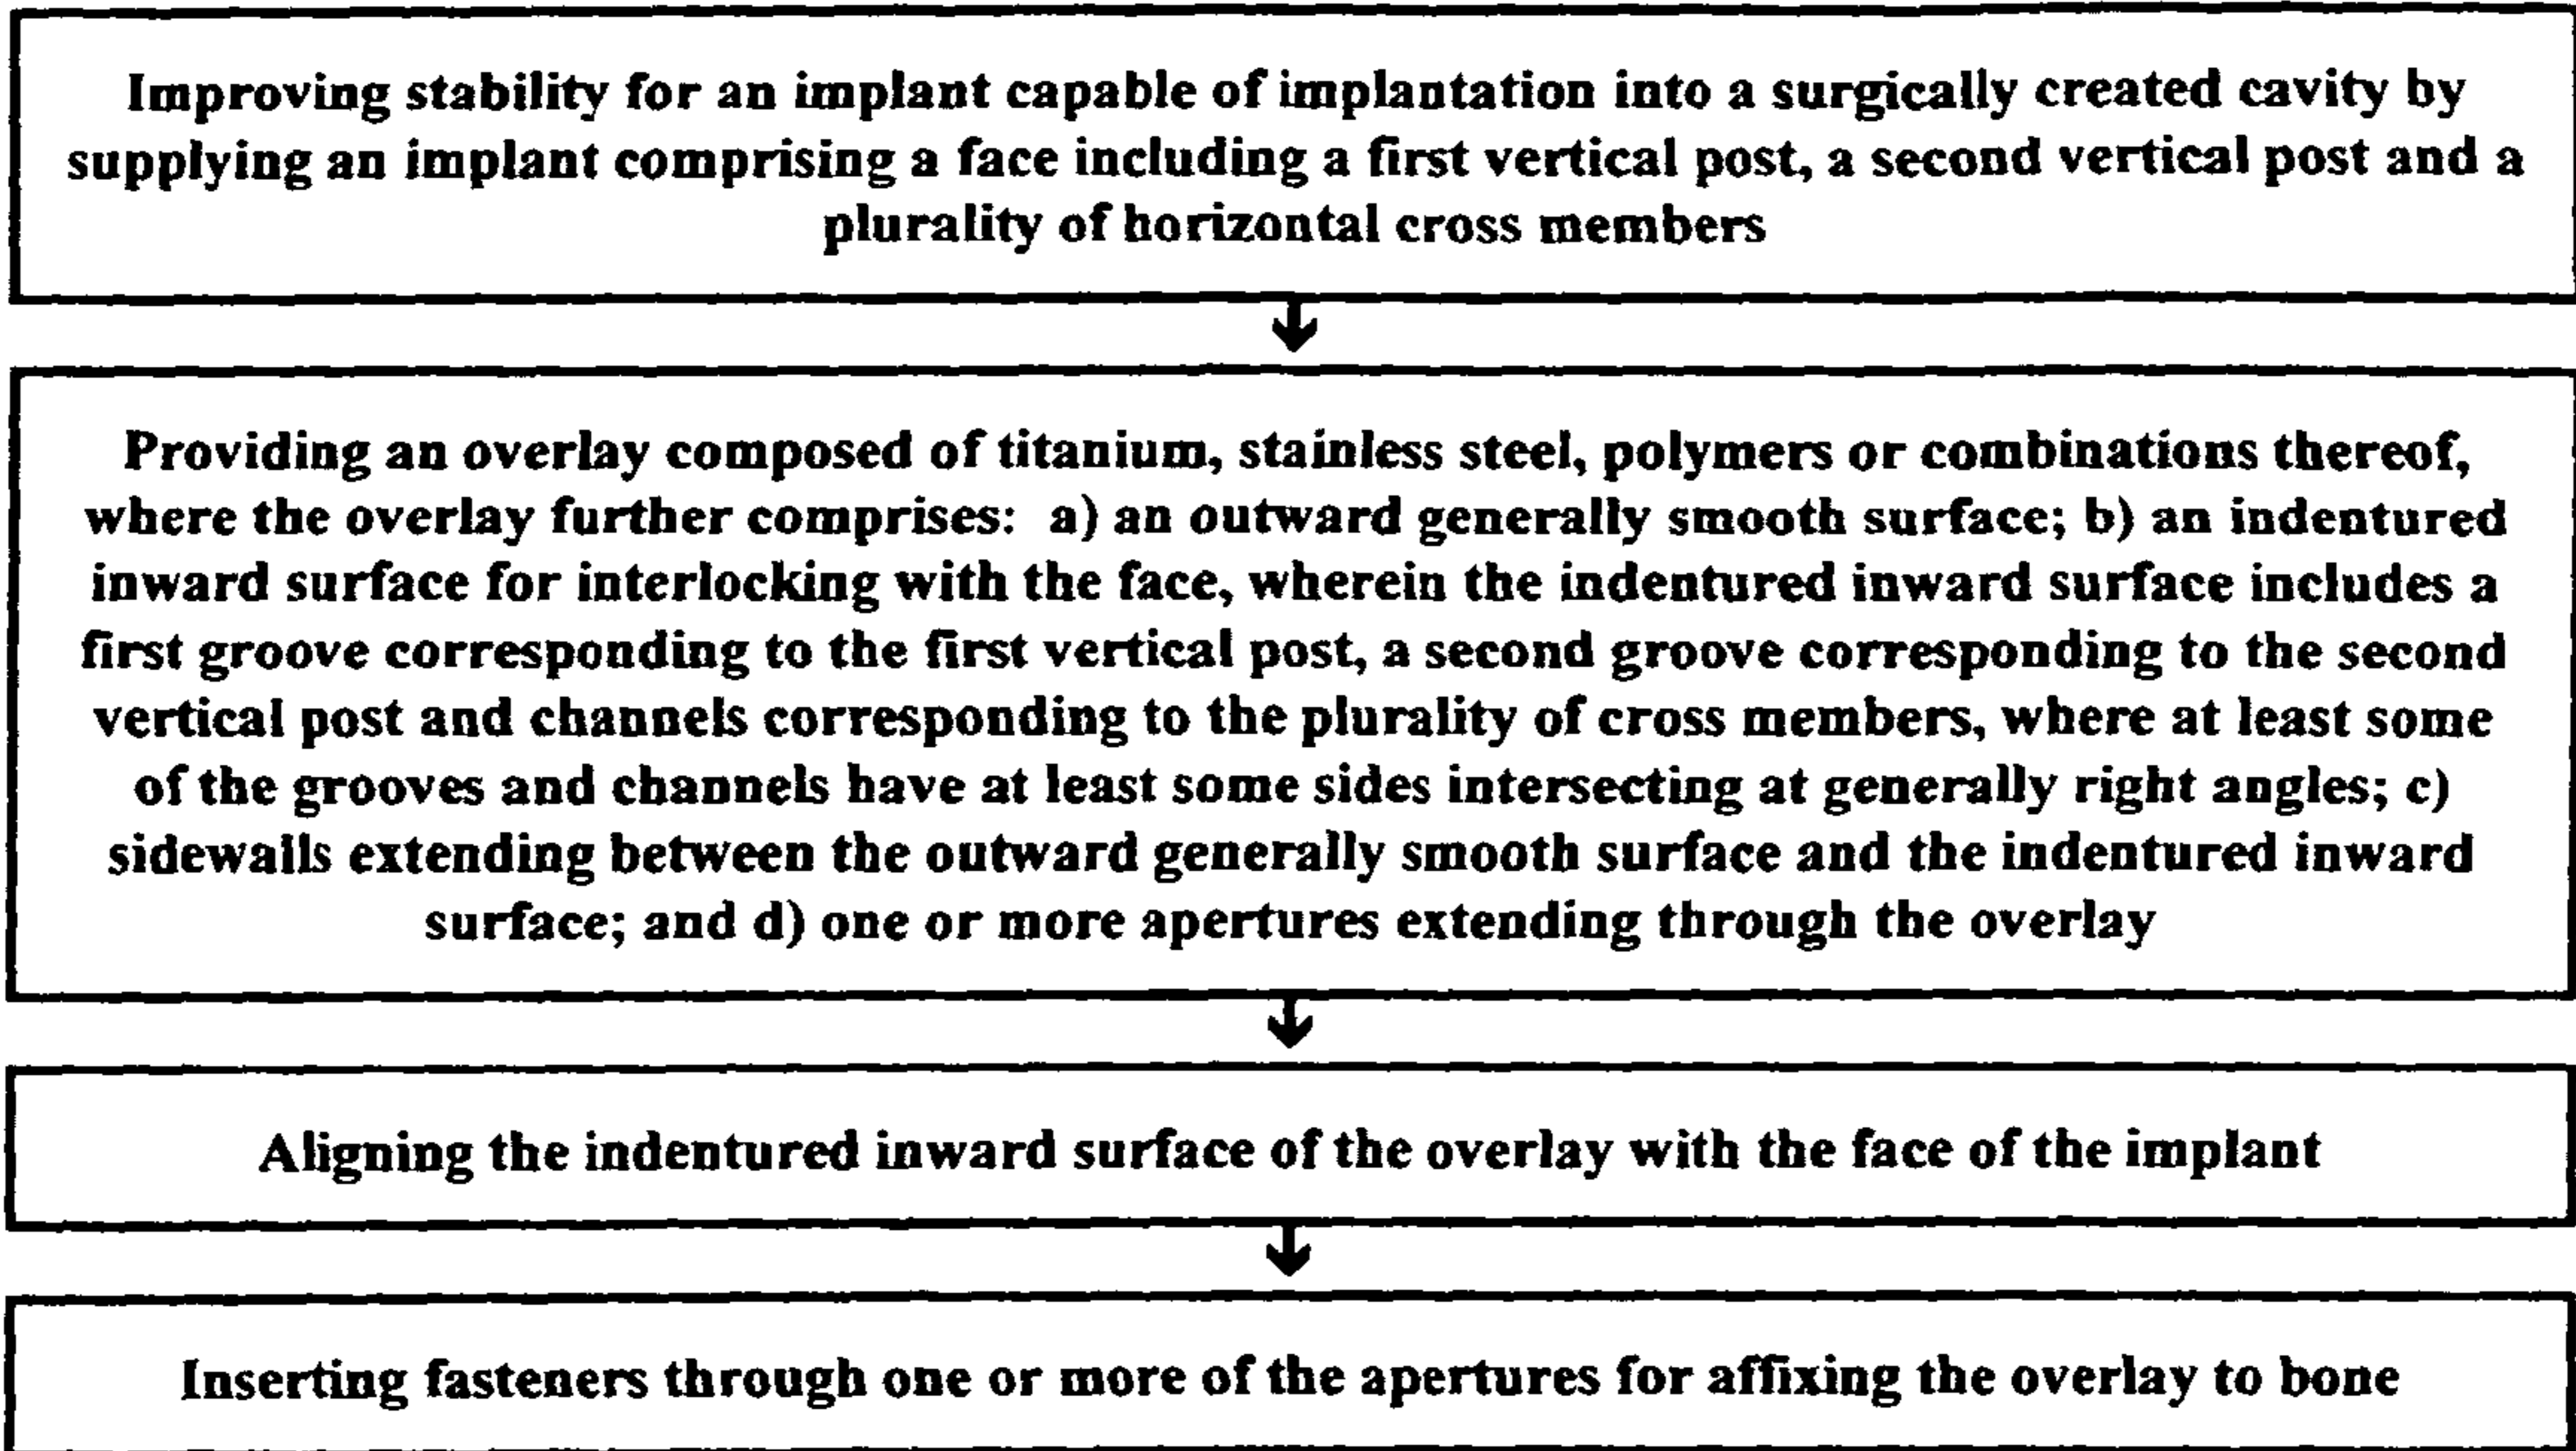 Improving stability for an implant capable of implantation into a surgically created cavity by
supplying an implant comprising a face including a first vertical post, a second vertical post and a
plurality of horizontal cross members
Providing an overlay composed of titanium, stainless steel, polymers or combinations thereof,
where the overlay further comprises: a) an outward generally smooth surface; b) an indentured
inward surface for interlocking with the face, wherein the indentured inward surface includes a
first groove corresponding to the first vertical post, a second groove corresponding to the second
vertical post and channels corresponding to the plurality of cross members, where at least some
of the grooves and channels have at least some sides intersecting at generally right angles; c)
sidewalls extending between the outward generally smooth surface and the indentured inward
surface; and d) one or more apertures extending through the overlay
Aligning the indentured inward surface of the overlay with the face of the implant
Inserting fasteners through one or more of the apertures for affixing the overlay to bone